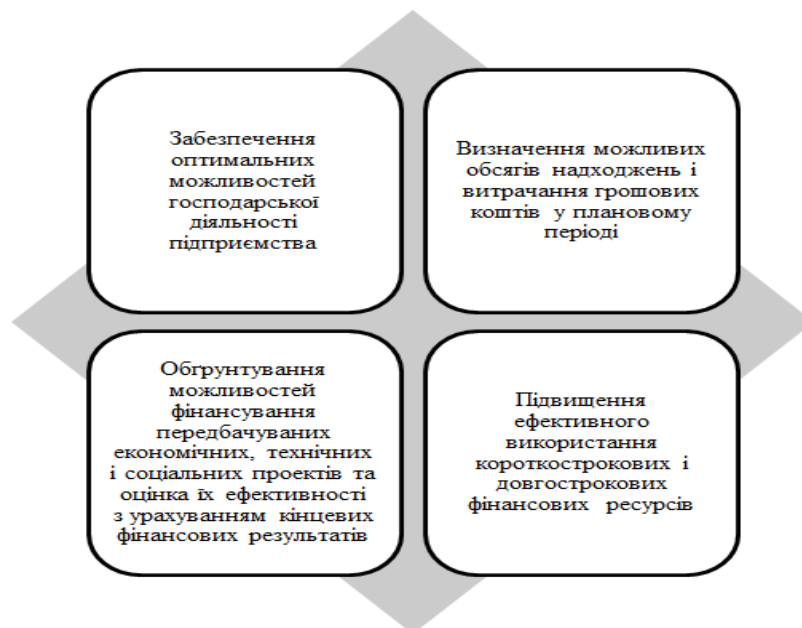 Забезпечення
оптимальних
можливостей
господарської
діяльності
підприємства
Визначення можливих
обсягів надходжень і
витрачання грошових
коштів у плановому
періоді
Обґрунтування
можливостей
фінансування
передбачуваних
економічних, технічних
і соціальних проектів та
оцінка їх ефективності
з урахуванням кінцевих
фінансових результатів
Підвищення
ефективного
використання
короткострокових і
довгострокових
фінансових ресурсів